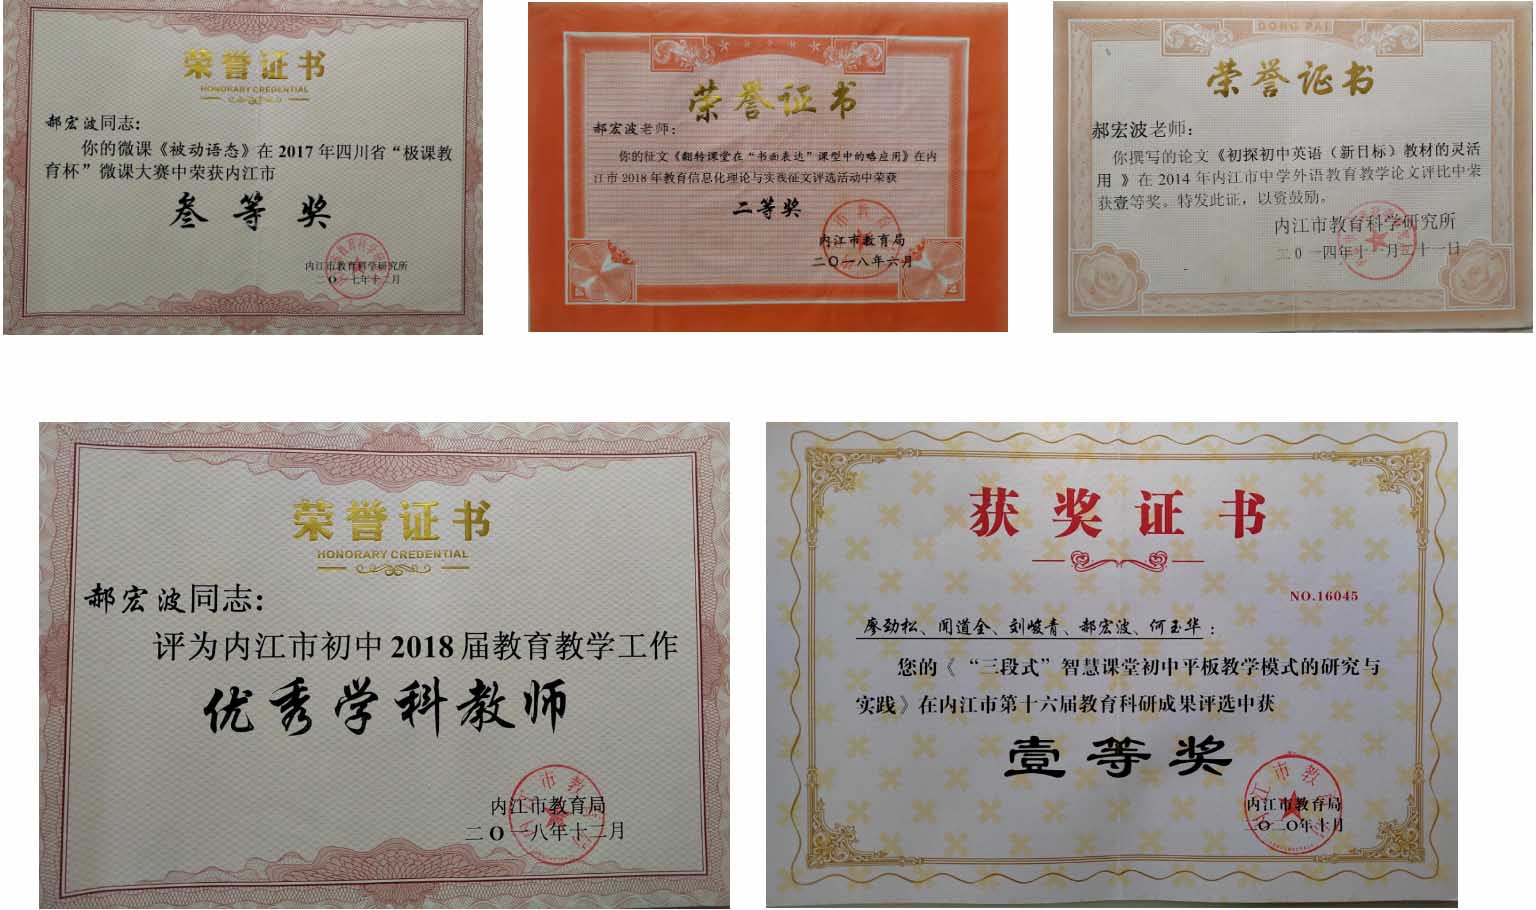 荣誉证书
HONORARY CREDENTIAL
郝宏波同志：
你的微课《被动语态》在2017年四川省“极课教
育杯”微课大赛中荣获内江市
叁等奖
内江市教育科学研究所
二O一七年十二月
荣誉证书
郝宏波老师：
你的征文《翻转课堂在“书面表达”课型中的略应用》在内
江市2018年教育信息化理论与实践征文评选活动中荣获
二等奖
内江市教育局
二〇一八年六月
DONG PAI
荣誉证书
郝宏波老师：
你撰写的论文《初探初中英语（新目标）教材的灵活
用 》在2014年内江市中学外语教育教学论文评比中荣
获壹等奖。特发此证，以资鼓励。
内江市教育科学研究所
二0一四年十一月二十一日
荣誉证书
HONORARY CREDENTIAL
郝宏波同志：
评为内江市初中2018届教育教学工作
优秀学科教师
内江市教育局
二O一八年十二月
获奖证书
NO.16045
廖劲松、闻道全、刘峻青、郝宏波、何玉华：
您的《“三段式”智慧课堂初中平板教学模式的研究与
实践》在内江市第十六届教育科研成果评选中获
壹等奖
内江市教育局
二〇二〇年十月